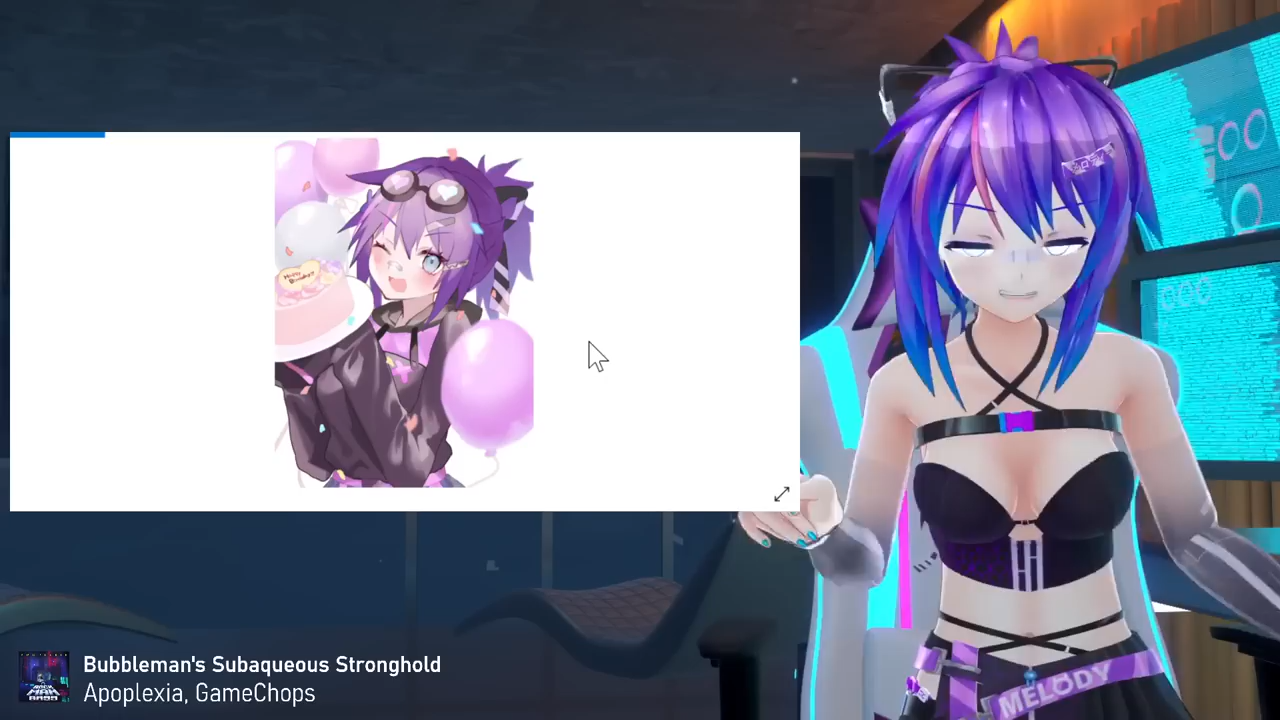 Happy
Birthday!!
MELODY
Bubbleman's Subaqueous Stronghold
Apoplexia, GameChops